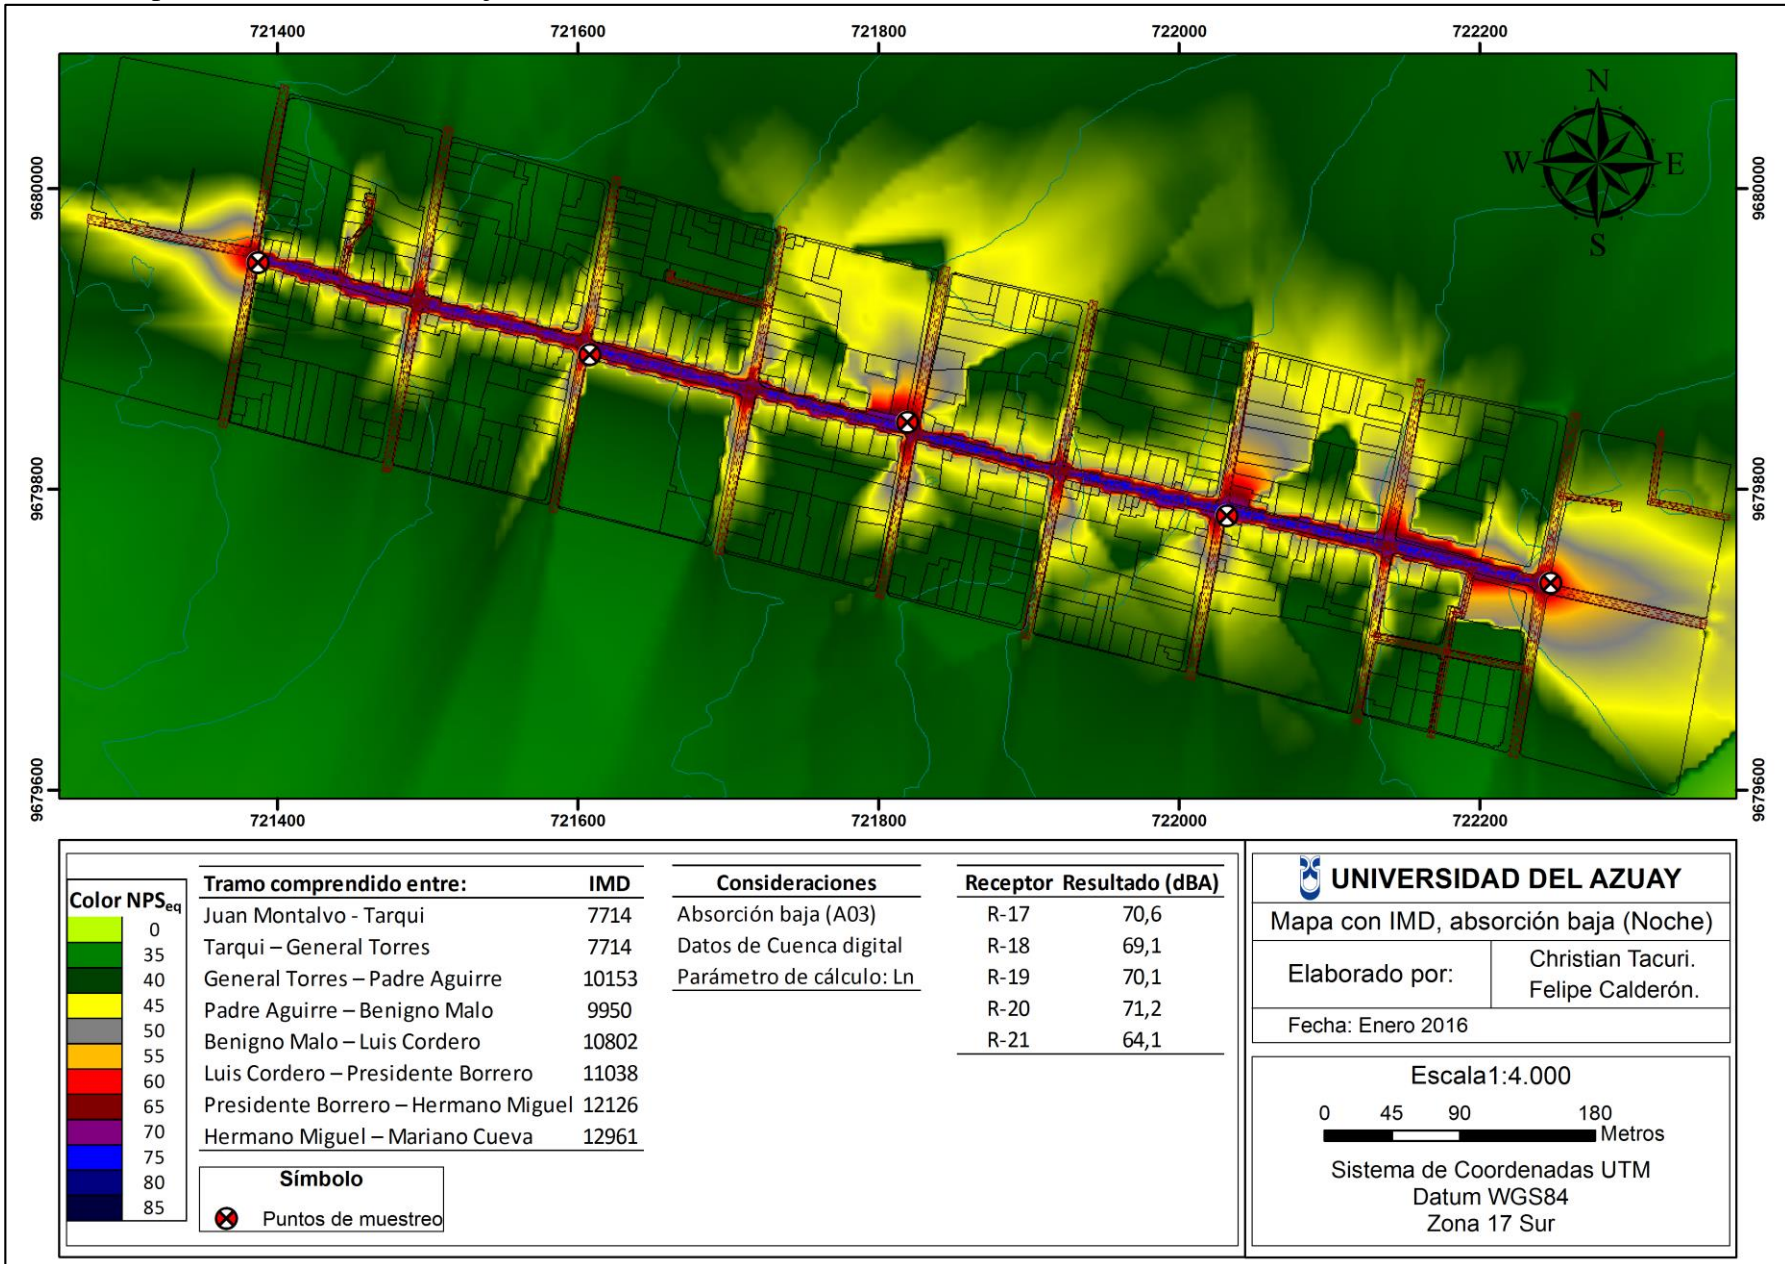 721400 721600 721800 722000 722200
9680000 9680000
9679800 9679800
9679600 9679600
N
W E
S
721400 721600 721800 722000 722200
Color NPSeq
0
35
40
45
50
55
60
65
70
75
80
85
Tramo comprendido entre: IMD
Juan Montalvo - Tarqui 7714
Tarqui – General Torres 7714
General Torres – Padre Aguirre 10153
Padre Aguirre – Benigno Malo 9950
Benigno Malo – Luis Cordero 10802
Luis Cordero – Presidente Borrero 11038
Presidente Borrero – Hermano Miguel 12126
Hermano Miguel – Mariano Cueva 12961
Símbolo
Puntos de muestreo
Consideraciones
Absorción baja (A03)
Datos de Cuenca digital
Parámetro de cálculo: Ln
Receptor Resultado (dBA)
R-17 70,6
R-18 69,1
R-19 70,1
R-20 71,2
R-21 64,1
UNIVERSIDAD DEL AZUAY
Mapa con IMD, absorción baja (Noche)
Elaborado por:
Christian Tacuri.
Felipe Calderón.
Fecha: Enero 2016
Escala1:4.000
0 45 90 180
Metros
Sistema de Coordenadas UTM
Datum WGS84
Zona 17 Sur